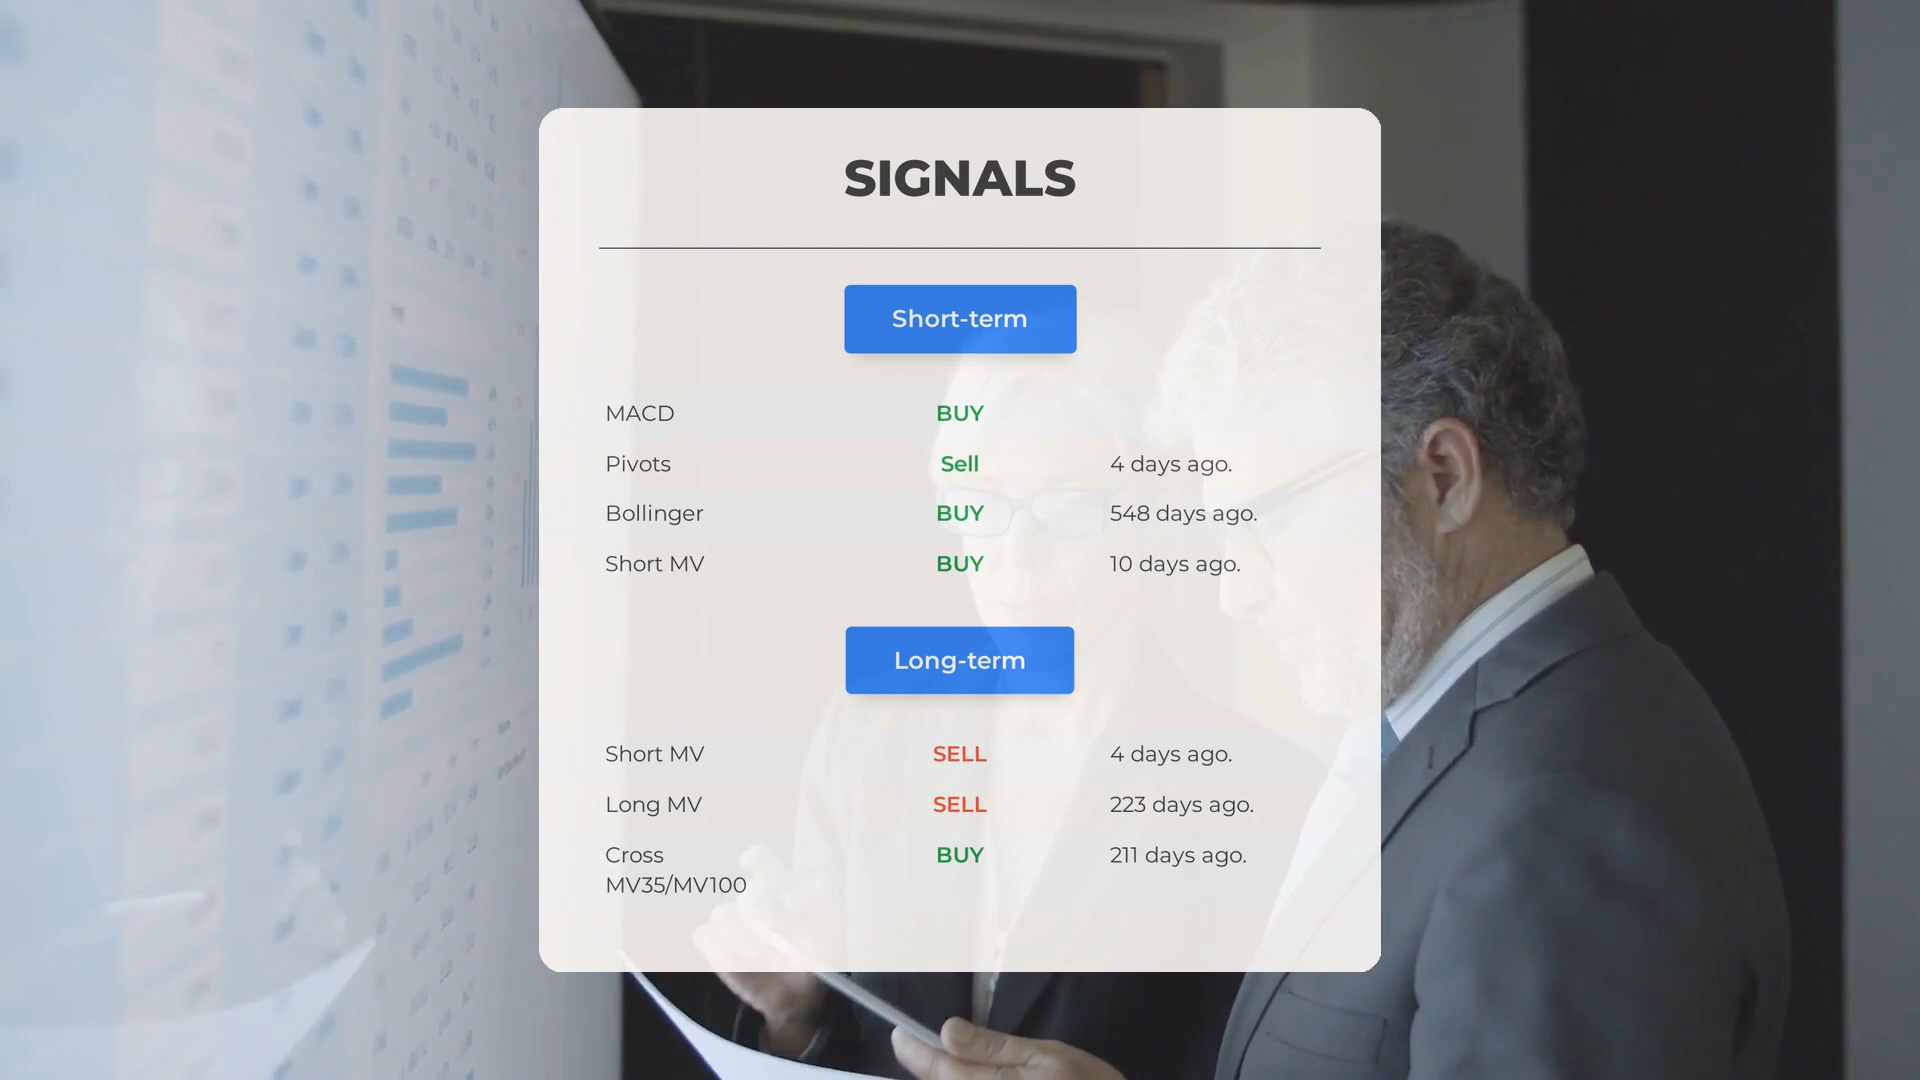 SIGNALS
Short-term
MACD BUY
Pivots Sell 4 days ago.
Bollinger BUY 548 days ago.
Short MV BUY 10 days ago.
Long-term
Short MV SELL 4 days ago.
Long MV SELL 223 days ago.
Cross BUY 211 days ago.
MV35/MV100